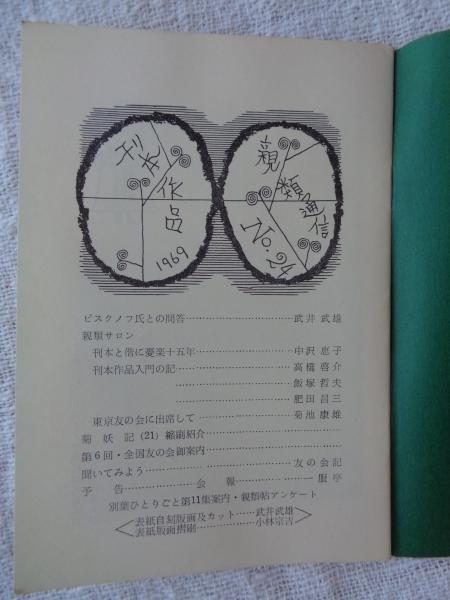 刊本作品
1969
親類通信
No.24
ピスクノフ氏との問答……武井武雄
親類サロン
刊本と偕に憂楽十五年……中沢恵子
刊本作品入門の記……高橋啓介
……飯塚哲夫
……肥田昌三
東京友の会に出席して……菊池康雄
菊妖記(21)縮刷紹介……
第6回・全国友の会御案内……
聞いてみよう……友の会記
予告……会報……一艶亭
別葉ひとりごと第11集案内・親類帖アンケート
表紙自刻版画及カット……武井武雄
表紙版画摺刷……小林宗吉